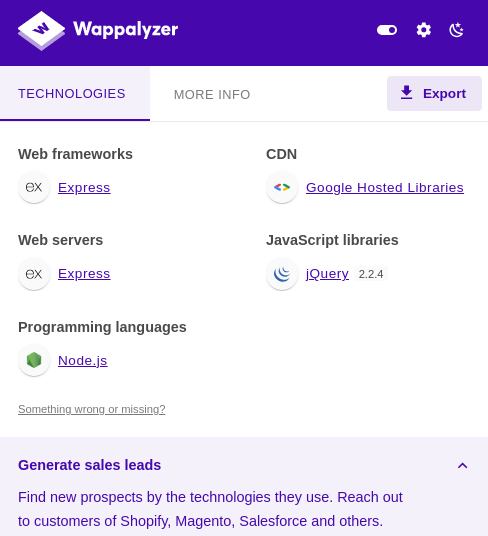 Wappalyzer
TECHNOLOGIES
MORE INFO
Export
Web frameworks
ex
Express
Web servers
ex
Express
Programming languages
Node.js
CDN
Google Hosted Libraries
JavaScript libraries
jQuery 2.2.4
Something wrong or missing?
Generate sales leads
Find new prospects by the technologies they use. Reach out
to customers of Shopify, Magento, Salesforce and others.